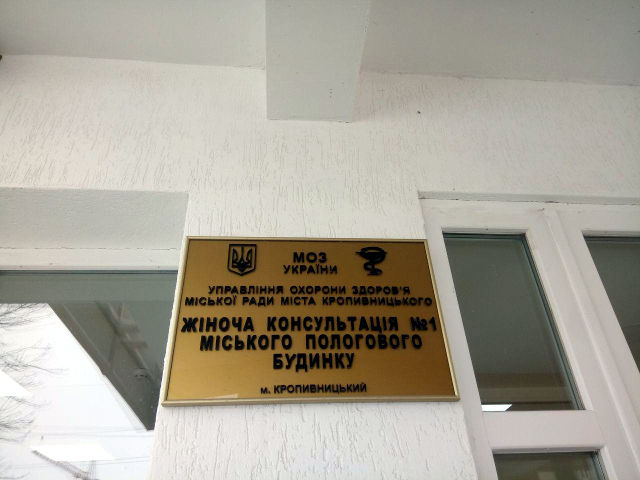 МОЗ
УКРАЇНИ
УПРАВЛІННЯ ОХОРОНИ ЗДОРОВ'Я
МІСЬКОЇ РАДИ МІСТА КРОПИВНИЦЬКОГО
ЖІНОЧА КОНСУЛЬТАЦІЯ №1
МІСЬКОГО ПОЛОГОВОГО
БУДИНКУ
м. КРОПИВНИЦЬКИЙ